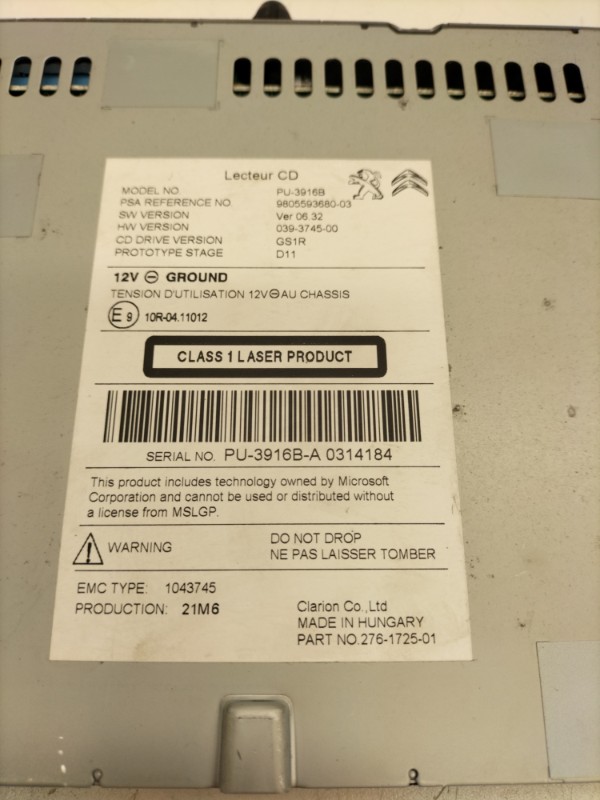 Lecteur CD
MODEL NO PU-3916B
PSA REFERENCE NO 9805593680-03
SW VERSION Ver 06.32
HW VERSION 039-3745-00
CD DRIVE VERSION GS1R
PROTOTYPE STAGE D11
12V ⊖ GROUND
TENSION D'UTILISATION 12V⊖AU CHASSIS
E9 10R-04.11012
CLASS 1 LASER PRODUCT
SERIAL NO. PU-3916B-A 0314184
This product includes technology owned by Microsoft
Corporation and cannot be used or distributed without
a license from MSLGP.
WARNING
DO NOT DROP
NE PAS LAISSER TOMBER
EMC TYPE: 1043745
PRODUCTION: 21M6
Clarion Co.,Ltd
MADE IN HUNGARY
PART NO.276-1725-01